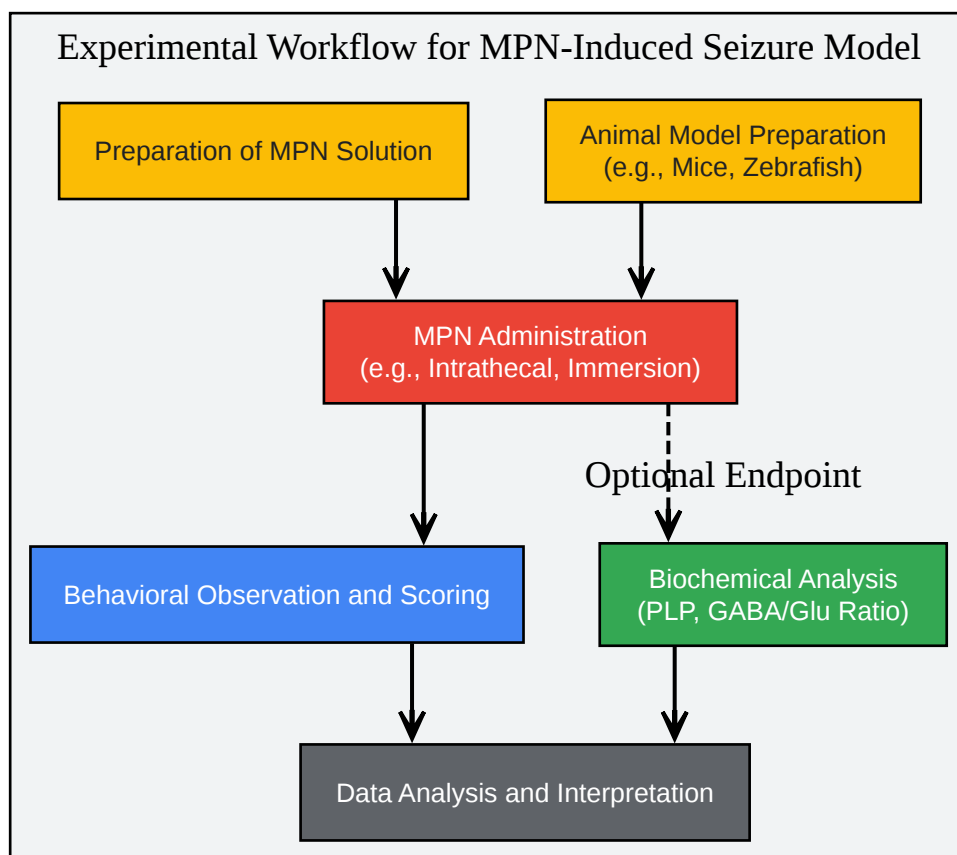 Experimental Workflow for MPN-Induced Seizure Model
Preparation of MPN Solution
Animal Model Preparation
(e.g., Mice, Zebrafish)
MPN Administration
(e.g., Intrathecal, Immersion)
Optional Endpoint
Behavioral Observation and Scoring
Biochemical Analysis
(PLP, GABA/Glu Ratio)
Data Analysis and Interpretation